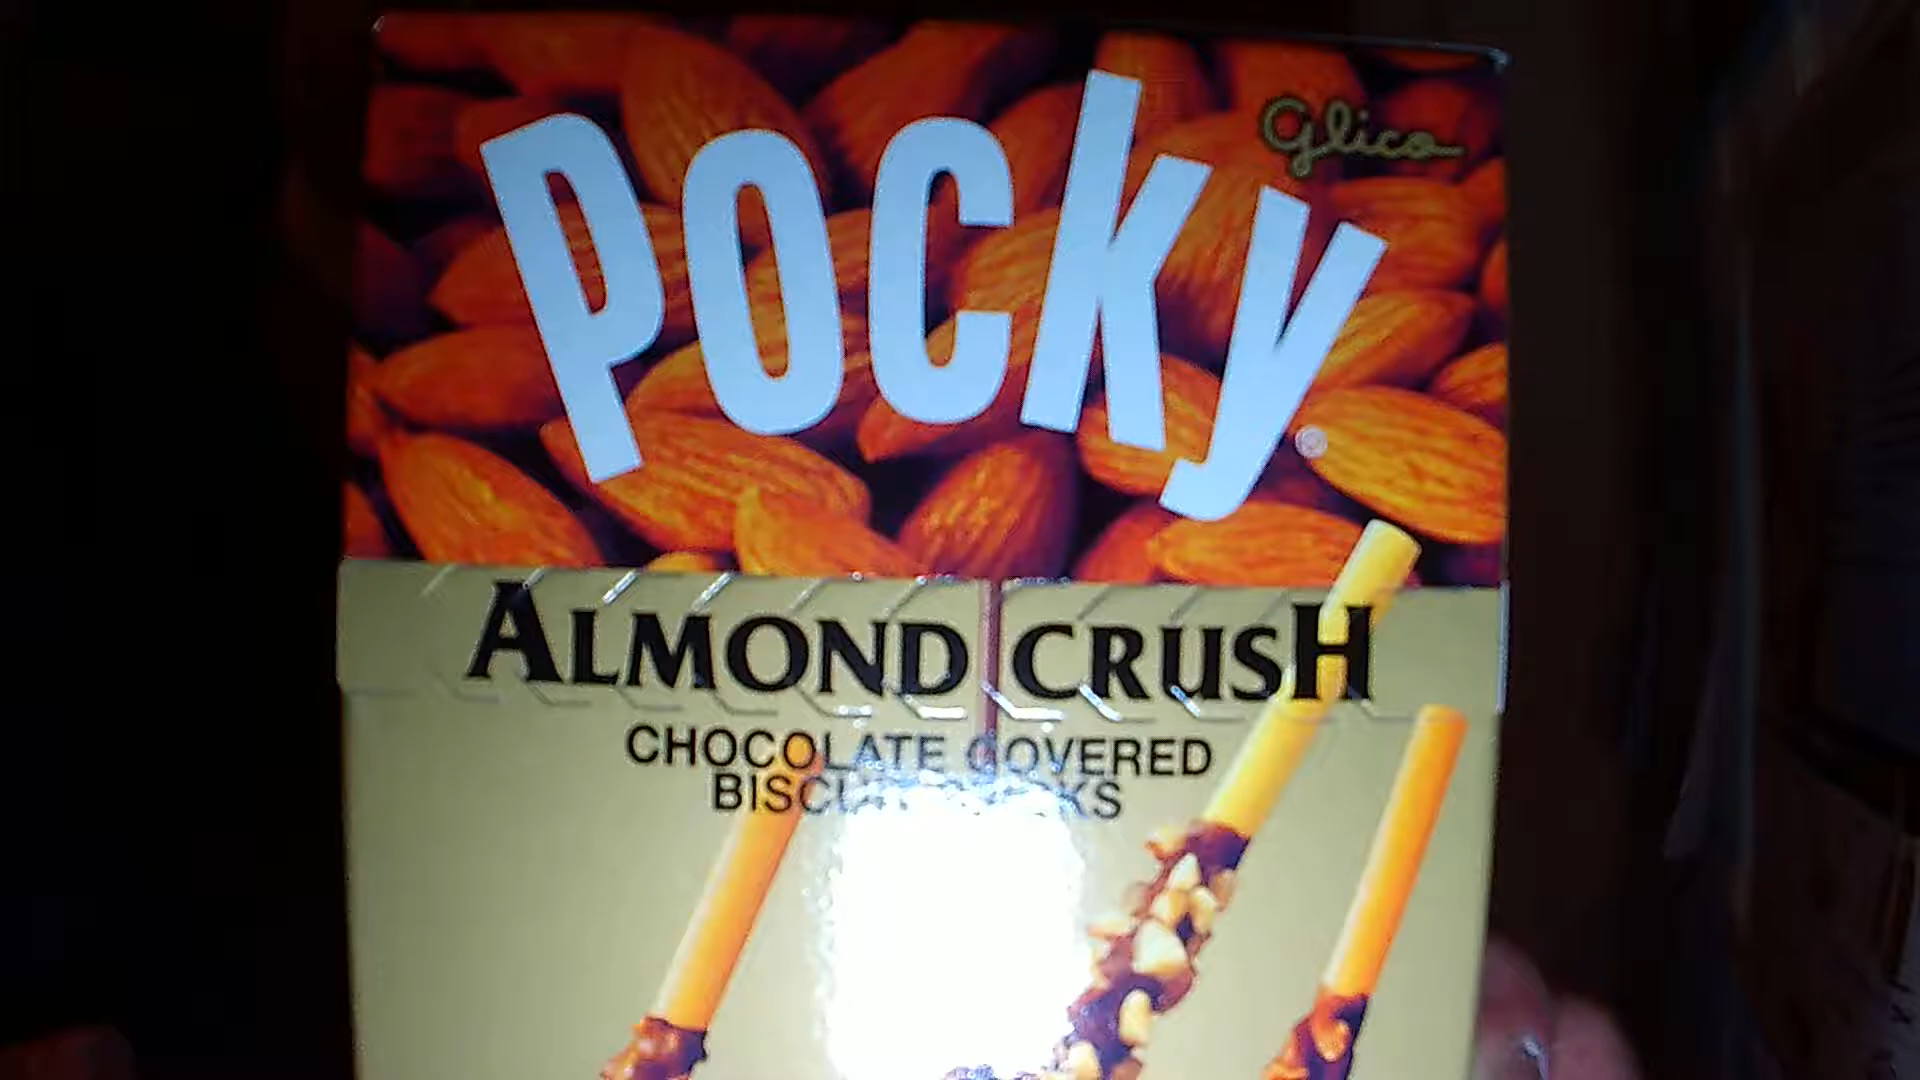 Glico
POCKY
ALMOND CRUSH
CHOCOLATE COVERED
BISCUIT STICKS